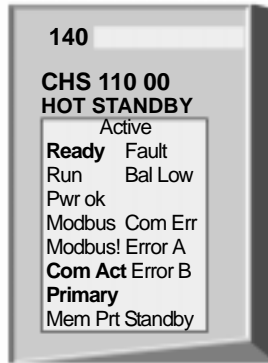 140
CHS 110 00
HOT STANDBY
Active
Ready Fault
Run Bal Low
Pwr ok
Modbus Com Err
Modbus! Error A
Com Act Error B
Primary
Mem Prt Standby